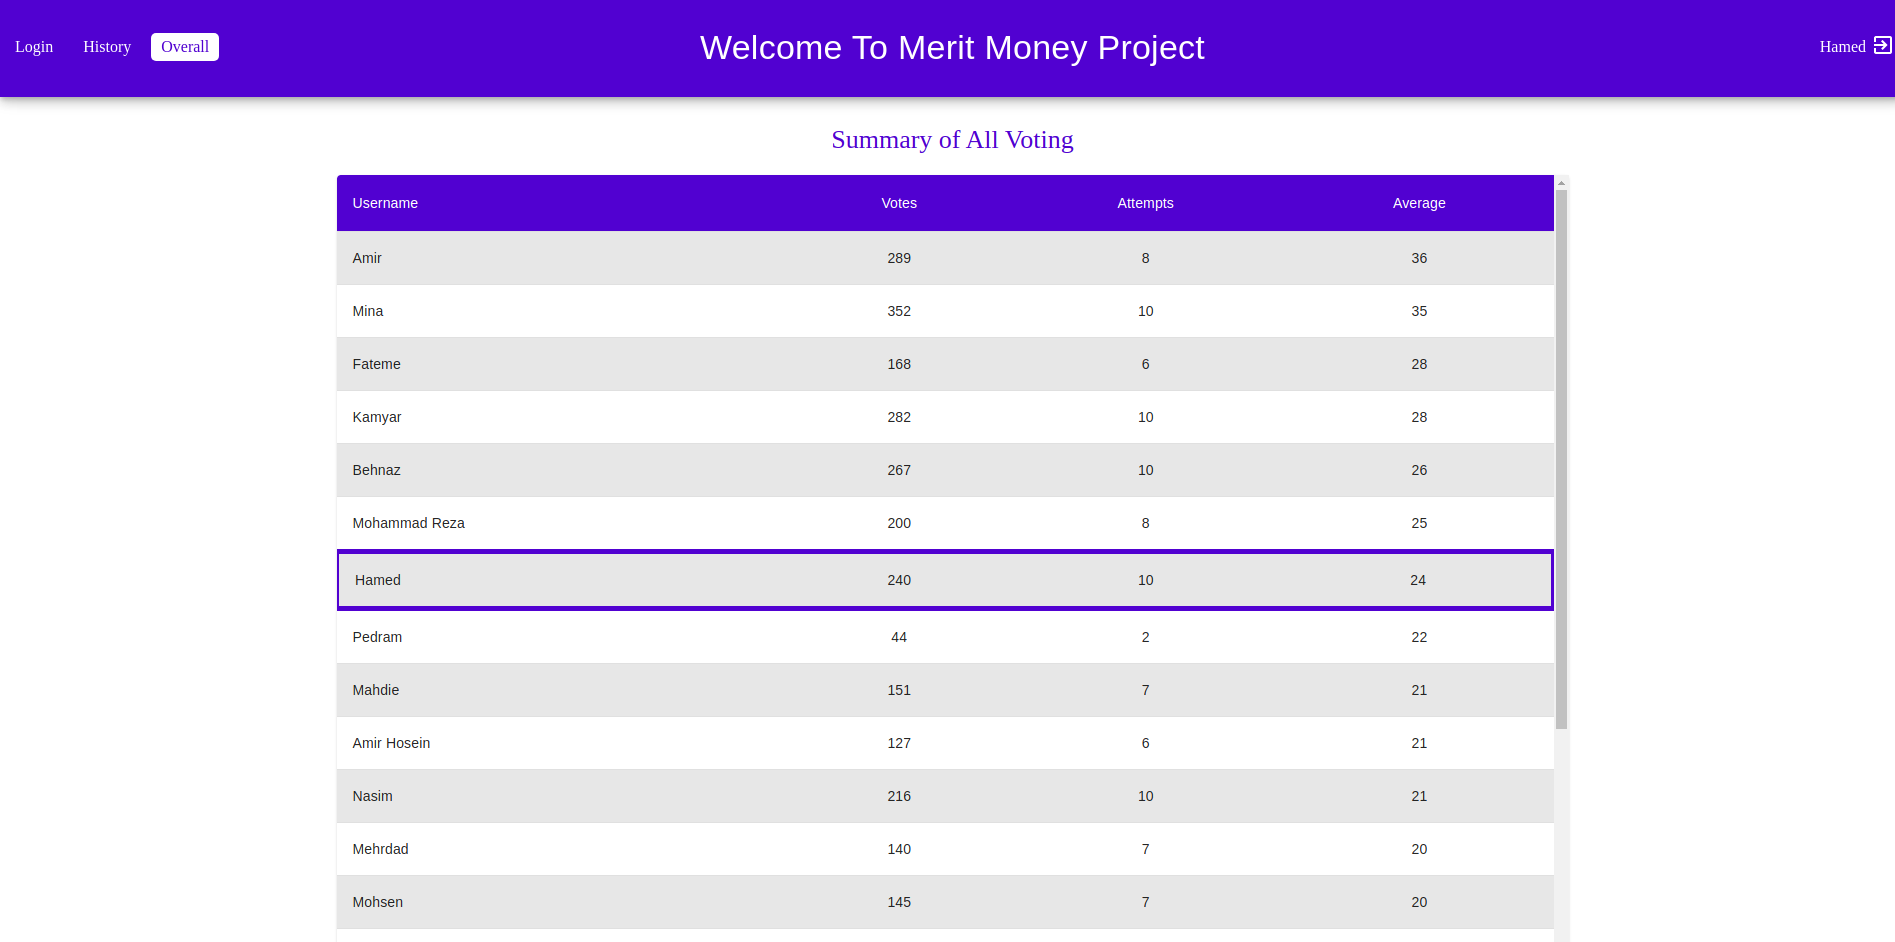 Login History Overall Welcome To Merit Money Project Hamed
Summary of All Voting
Username Votes Attempts Average
Amir 289 8 36
Mina 352 10 35
Fateme 168 6 28
Kamyar 282 10 28
Behnaz 267 10 26
Mohammad Reza 200 8 25
Hamed 240 10 24
Pedram 44 2 22
Mahdie 151 7 21
Amir Hosein 127 6 21
Nasim 216 10 21
Mehrdad 140 7 20
Mohsen 145 7 20